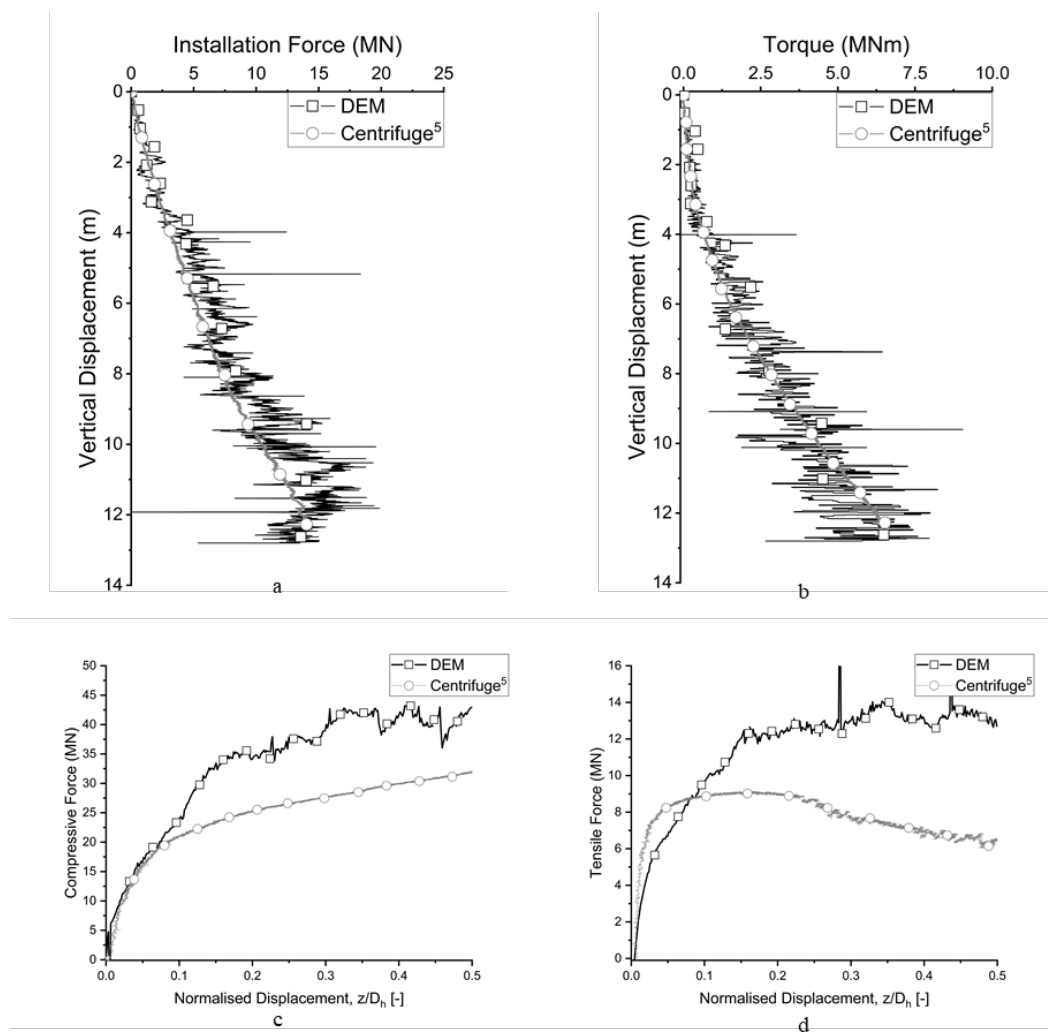 Installation Force (MN)
0 5 10 15 20 25
DEM
Centrifuge⁵
Vertical Displacement (m)
0
2
4
6
8
10
12
14
a
Torque (MNm)
0.0 2.5 5.0 7.5 10.0
DEM
Centrifuge⁵
Vertical Displacment (m)
0
2
4
6
8
10
12
14
b
DEM
Centrifuge⁵
Compressive Force (MN)
50
45
40
35
30
25
20
15
10
5
0
0.0 0.1 0.2 0.3 0.4 0.5
Normalised Displacement, z/Dₕ [-]
c
DEM
Centrifuge⁵
Tensile Force (MN)
16
14
12
10
8
6
4
2
0
0.0 0.1 0.2 0.3 0.4 0.5
Normalised Displacement, z/Dₕ [-]
d